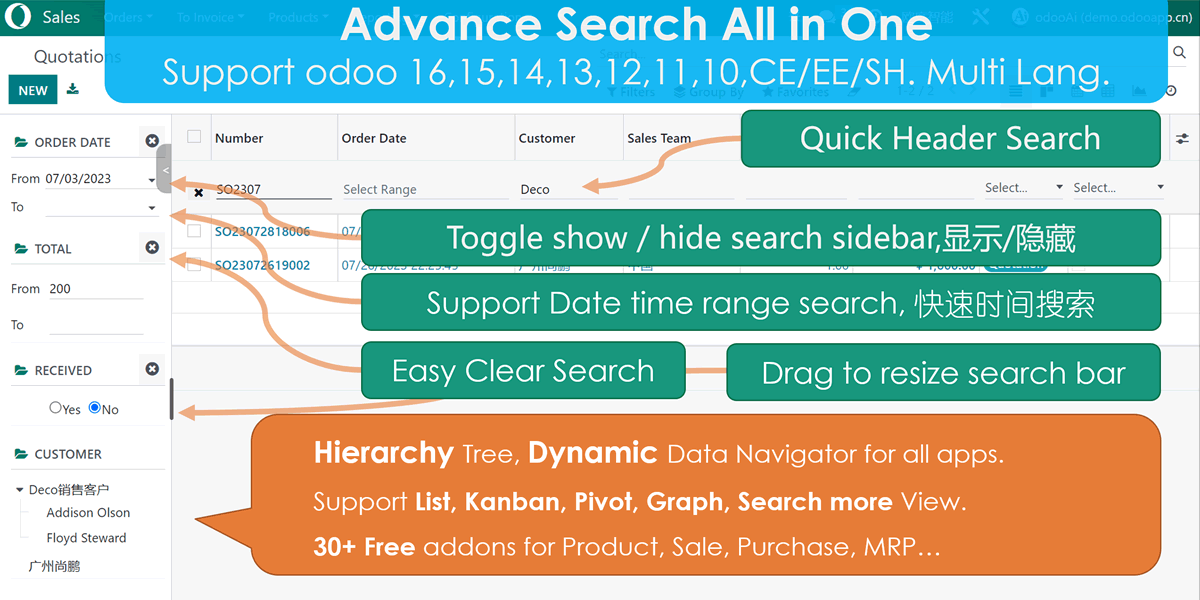 Sales
Orders
To Invoice
Products
Advance Search All in One
odooAi (demo.odooapp.cn)
Quotations
Search
Support odoo 16,15,14,13,12,11,10,CE/EE/SH. Multi Lang.
NEW
Filters
Group By
Favorites
1-2 / 2
ORDER DATE
Number
Order Date
Customer
Sales Team
Quick Header Search
From 07/03/2023
SO2307
Select Range
Deco
Select...
Select...
To
SO23072818006
Toggle show / hide search sidebar,显示/隐藏
TOTAL
SO23072619002
From 200
Support Date time range search, 快速时间搜索
To
RECEIVED
Easy Clear Search
Drag to resize search bar
Yes No
CUSTOMER
Hierarchy Tree, Dynamic Data Navigator for all apps.
Deco销售客户
Support List, Kanban, Pivot, Graph, Search more View.
Addison Olson
Floyd Steward
30+ Free addons for Product, Sale, Purchase, MRP...
广州尚鹏